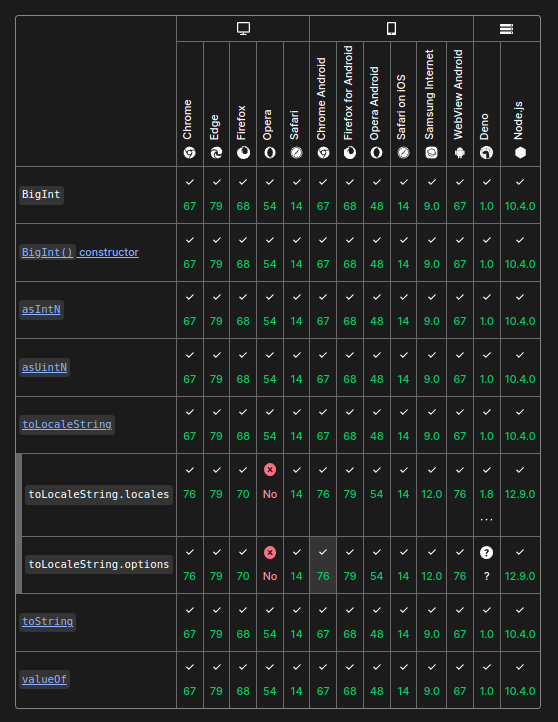 Chrome Edge Firefox Opera Safari Chrome Android Firefox for Android Opera Android Safari on iOS Samsung Internet WebView Android Deno Node.js
BigInt 67 79 68 54 14 67 68 48 14 9.0 67 1.0 10.4.0
BigInt() constructor 67 79 68 54 14 67 68 48 14 9.0 67 1.0 10.4.0
asIntN 67 79 68 54 14 67 68 48 14 9.0 67 1.0 10.4.0
asUintN 67 79 68 54 14 67 68 48 14 9.0 67 1.0 10.4.0
toLocaleString 67 79 68 54 14 67 68 48 14 9.0 67 1.0 10.4.0
toLocaleString.locales 76 79 70 No 14 76 79 54 14 12.0 76 1.8 12.9.0
...
toLocaleString.options 76 79 70 No 14 76 79 54 14 12.0 76 ? 12.9.0
toString 67 79 68 54 14 67 68 48 14 9.0 67 1.0 10.4.0
valueOf 67 79 68 54 14 67 68 48 14 9.0 67 1.0 10.4.0